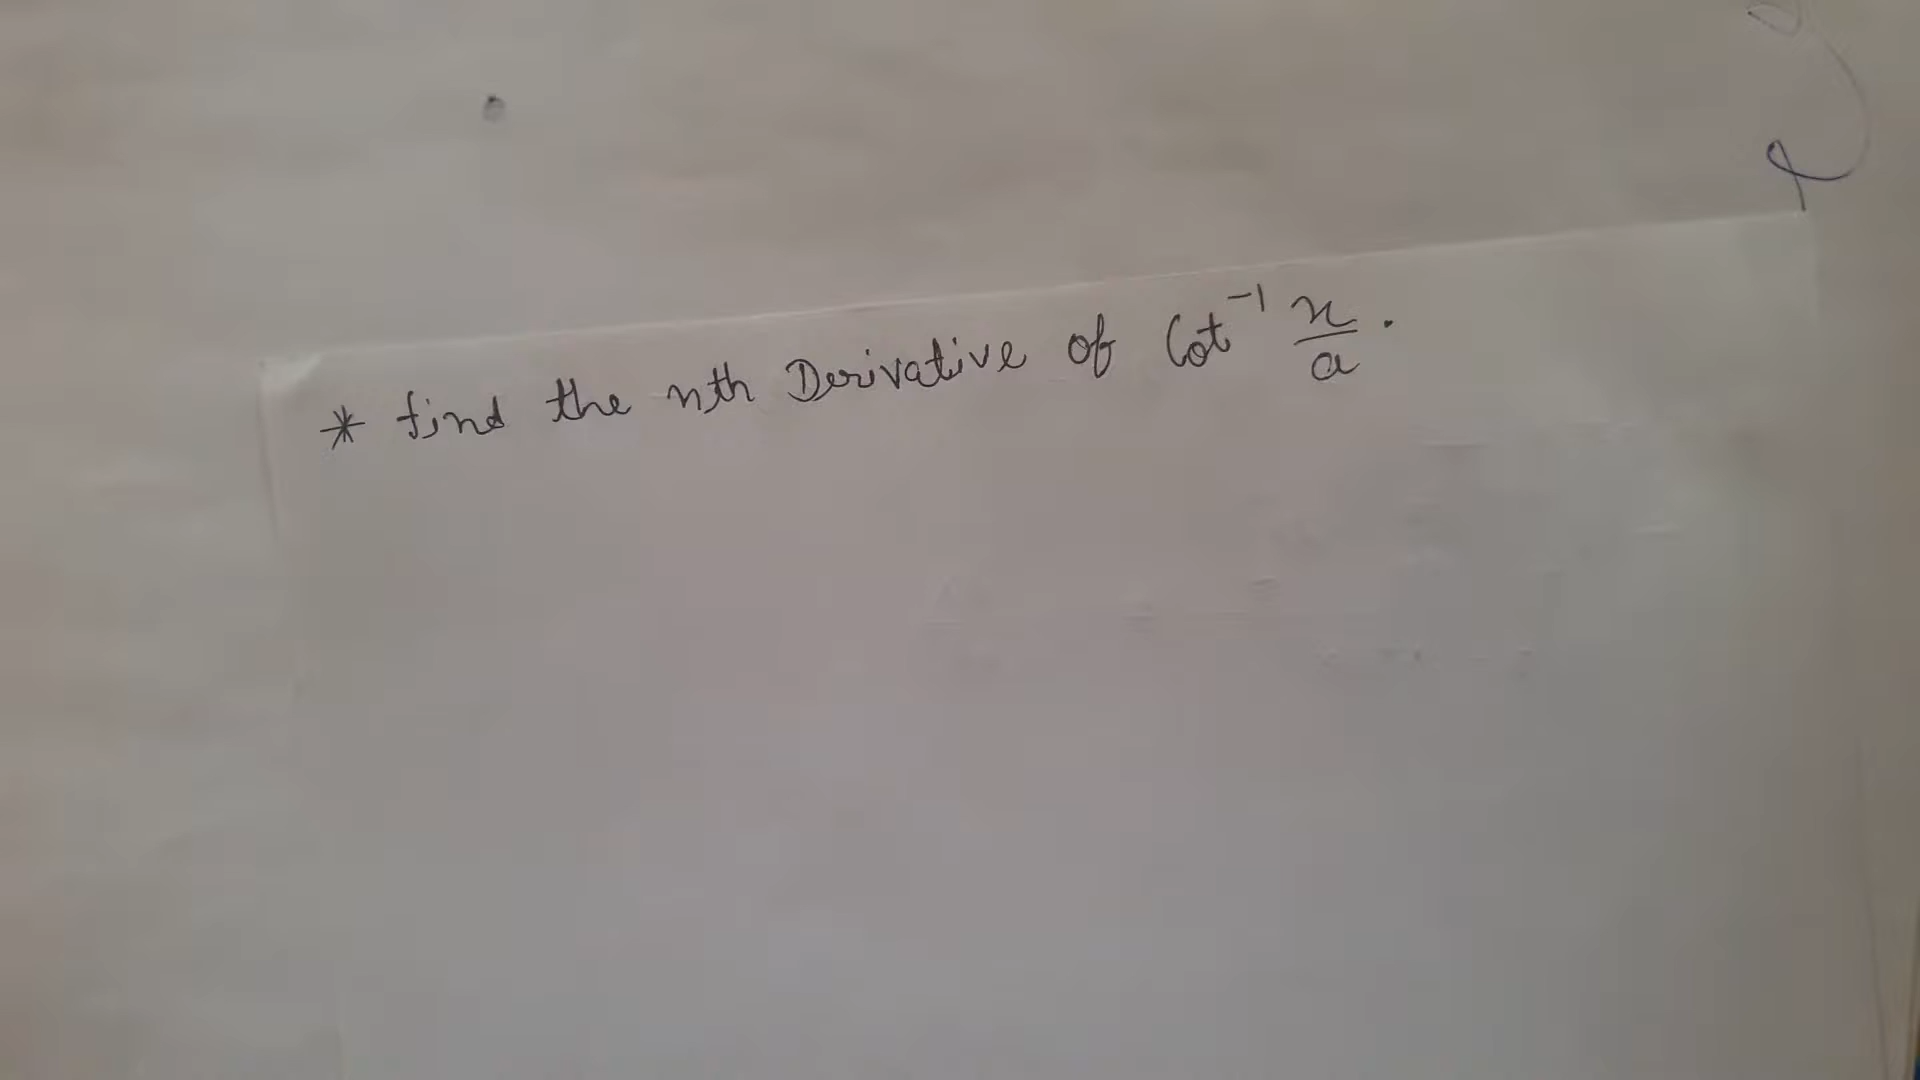 * find the nth Derivative of Cot⁻¹ x/a.